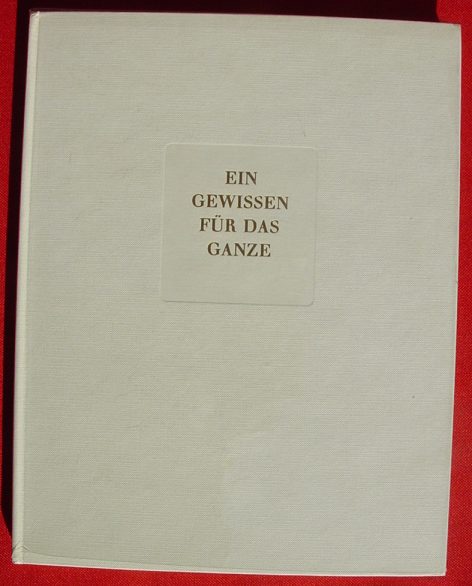 EIN
GEWISSEN
FÜR DAS
GANZE